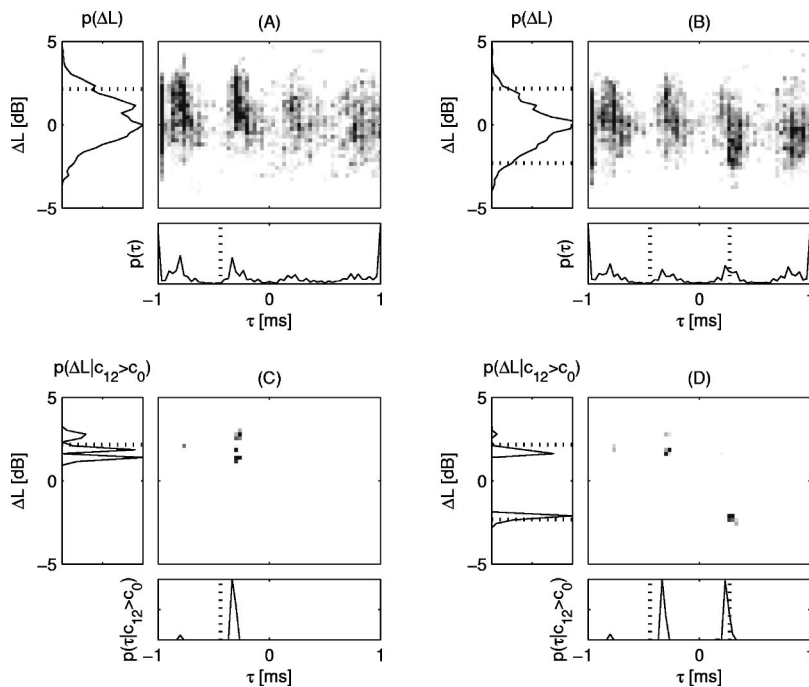 p(ΔL)
(A)
5
0
−5
ΔL [dB]
p(τ)
−1
0
1
τ [ms]
p(ΔL)
(B)
5
0
−5
ΔL [dB]
p(τ)
−1
0
1
τ [ms]
p(ΔL|c₁₂>c₀)
(C)
5
0
−5
ΔL [dB]
p(τ|c₁₂>c₀)
−1
0
1
τ [ms]
p(ΔL|c₁₂>c₀)
(D)
5
0
−5
ΔL [dB]
p(τ|c₁₂>c₀)
−1
0
1
τ [ms]